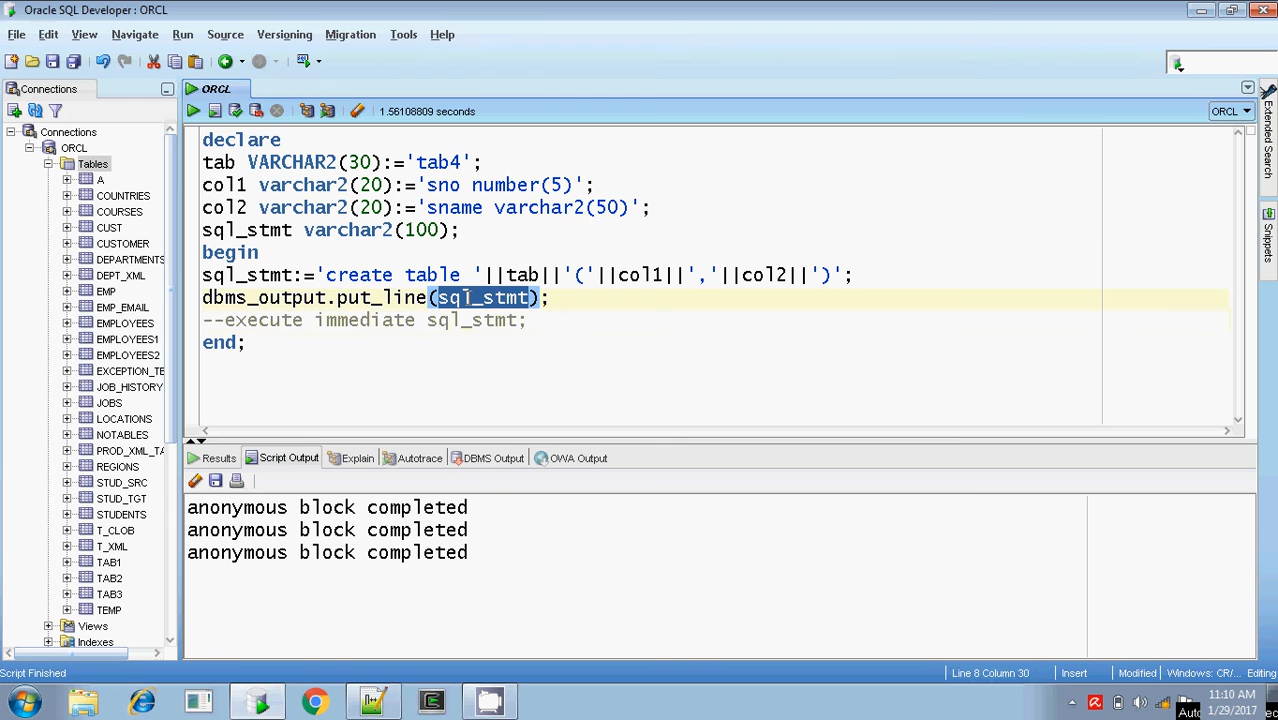 Oracle SQL Developer : ORCL
File Edit View Navigate Run Source Versioning Migration Tools Help
Connections
ORCL
1.56108809 seconds
ORCL
Connections
ORCL
Tables
A
COUNTRIES
COURSES
CUST
CUSTOMER
DEPARTMENTS
DEPT_XML
EMP
EMP_EMAIL
EMPLOYEES
EMPLOYEES1
EMPLOYEES2
EXCEPTION_TE
JOB_HISTORY
JOBS
LOCATIONS
NOTABLES
PROD_XML_TA
REGIONS
STUD_SRC
STUD_TGT
STUDENTS
T_CLOB
T_XML
TAB1
TAB2
TAB3
TEMP
Views
Indexes
declare
tab VARCHAR2(30):='tab4';
col1 varchar2(20):='sno number(5)';
col2 varchar2(20):='sname varchar2(50)';
sql_stmt varchar2(100);
begin
sql_stmt:='create table '||tab||'('||col1||','||col2||')';
dbms_output.put_line(sql_stmt);
--execute immediate sql_stmt;
end;
Results Script Output Explain Autotrace DBMS Output OWA Output
anonymous block completed
anonymous block completed
anonymous block completed
Extended Search
Snippets
Script Finished
Line 8 Column 30 Insert Modified Windows: CR/... Editing
11:10 AM
1/29/2017